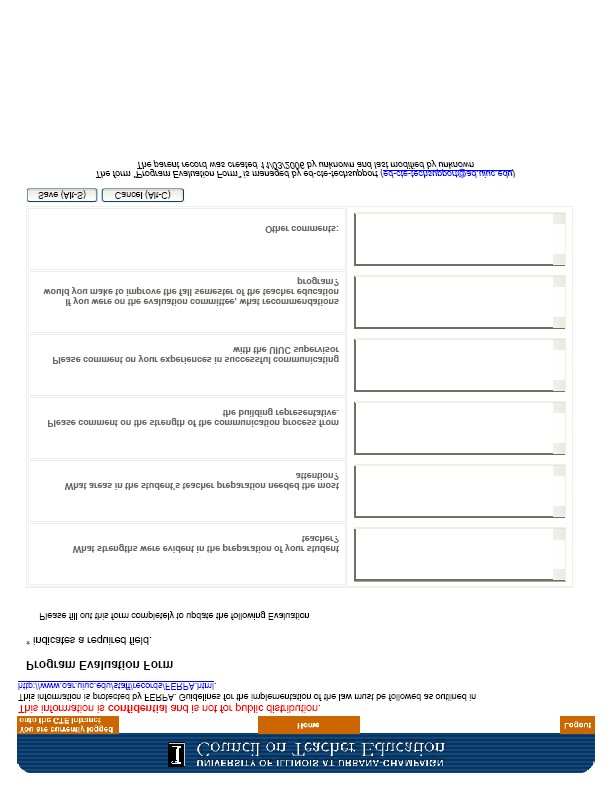 UNIVERSITY OF ILLINOIS AT URBANA-CHAMPAIGN
I Council on Teacher Education
You are currently logged
onto the CTE Intranet
Home
Logout
This information is confidential and is not for public distribution.
This information is protected by FERPA. Guidelines for the implementation of the law must be followed as outlined in
http://www.oar.uiuc.edu/staff/records/FERPA.html.
Program Evaluation Form
* indicates a required field.
Please fill out this form completely to update the following Evaluation
What strengths were evident in the preparation of your student
teacher?
What areas in the student's teacher preparation needed the most
attention?
Please comment on the strength of the communication process from
the building representative.
Please comment on your experiences in successful communicating
with the UIUC supervisor
If you were on the evaluation committee, what recommendations
would you make to improve the fall semester of the teacher education
program?
Other comments:
Save (Alt-S)
Cancel (Alt-C)
The form "Program Evaluation Form" is managed by ed-cte-techsupport (ed-cte-techsupport@ad.uiuc.edu)
The parent record was created 11/03/2006 by unknown and last modified by unknown